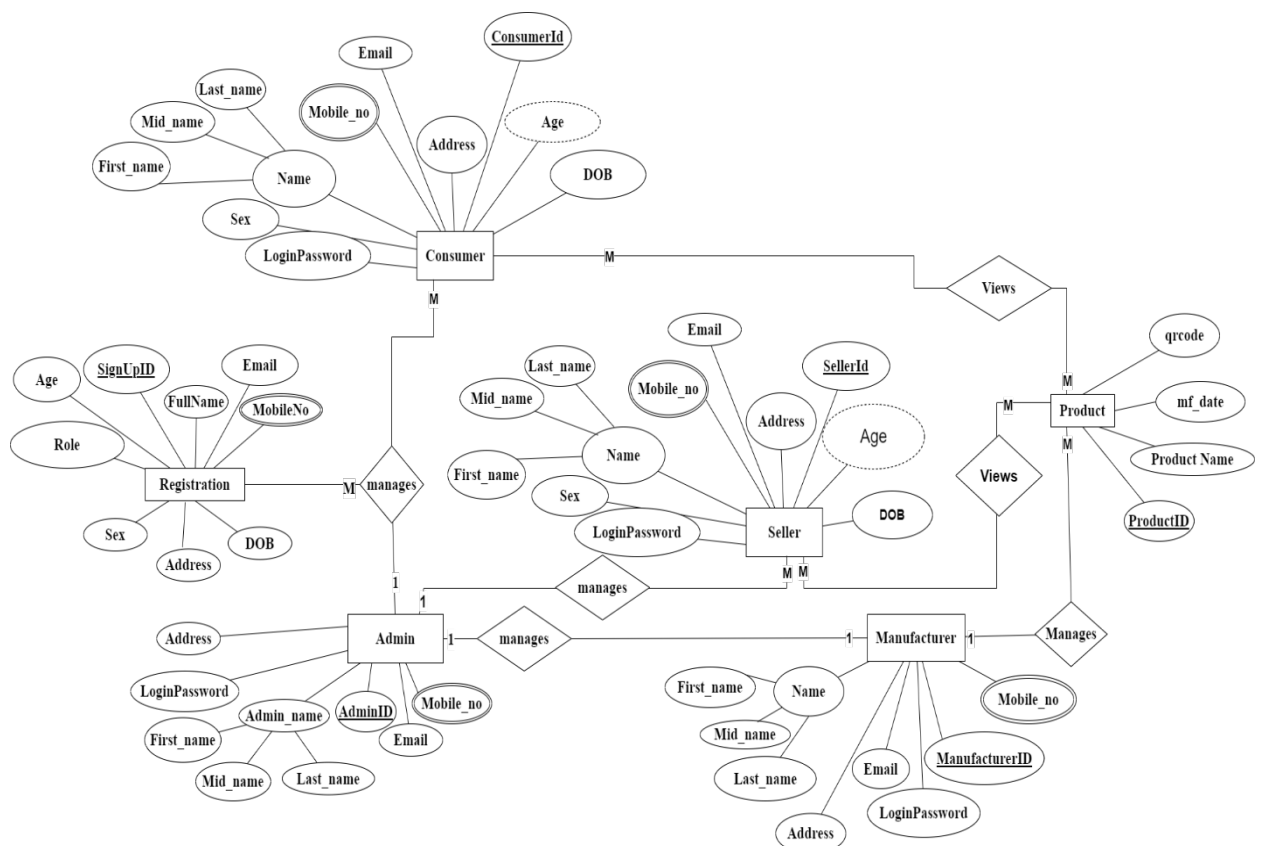 ConsumerId
Email
Last_name
Mobile_no
Age
Mid_name
Address
First_name
Name
DOB
Sex
LoginPassword
Consumer
M
M
Views
M
Email
SignUpID
Email
Age
FullName
MobileNo
Role
Registration
M
manages
Sex
DOB
Address
1
Last_name
Mobile_no
SellerId
Mid_name
Address
Age
Name
First_name
Sex
DOB
LoginPassword
Seller
M
M
M
Views
qrcode
Product
mf_date
M
Product Name
ProductID
manages
1
Address
Admin
1
manages
1
Manufacturer
1
Manages
LoginPassword
Admin_name
AdminID
Mobile_no
First_name
Email
Mid_name
Last_name
First_name
Name
Mobile_no
Mid_name
ManufacturerID
Last_name
Email
LoginPassword
Address